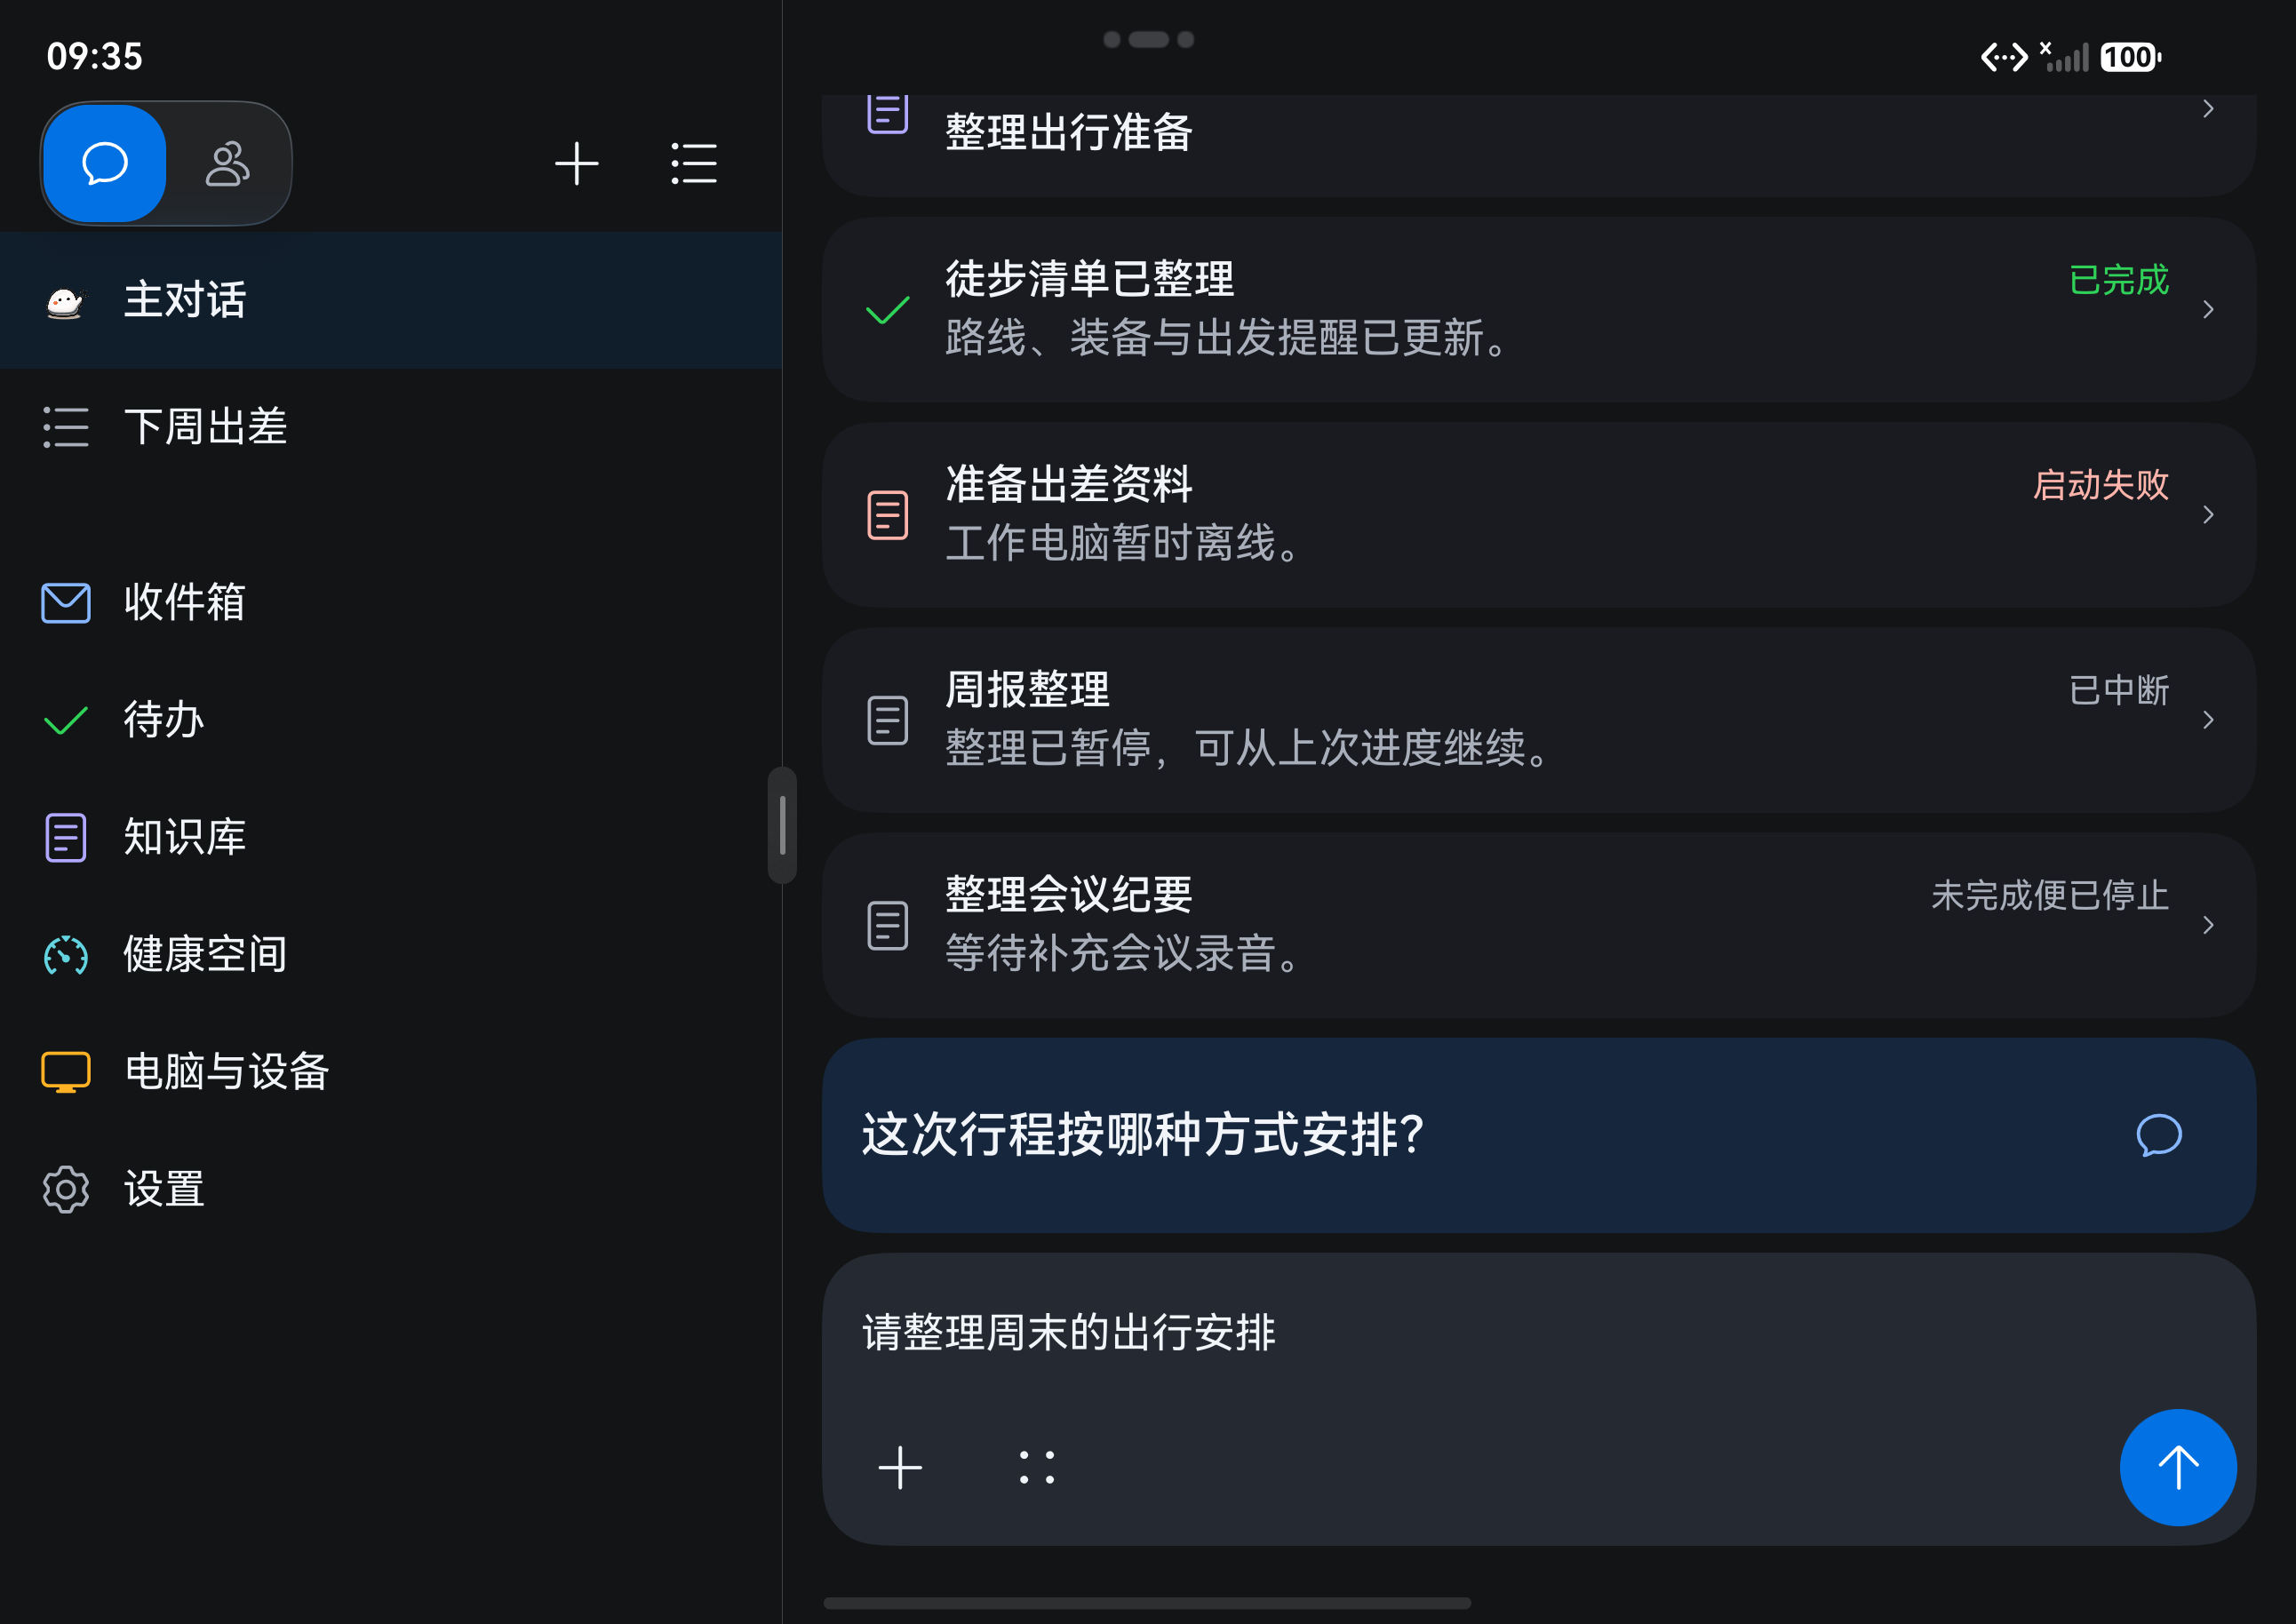 09:35
100
主对话
下周出差
收件箱
待办
知识库
健康空间
电脑与设备
设置
整理出行准备
徒步清单已整理
已完成
路线、装备与出发提醒已更新。
准备出差资料
启动失败
工作电脑暂时离线。
周报整理
已中断
整理已暂停，可从上次进度继续。
整理会议纪要
未完成便已停止
等待补充会议录音。
这次行程按哪种方式安排？
请整理周末的出行安排